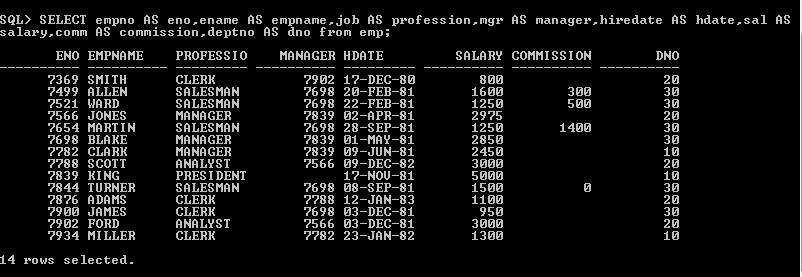 SQL> SELECT empno AS eno,ename AS empname,job AS profession,mgr AS manager,hiredate AS hdate,sal AS
salary,comm AS commission,deptno AS dno from emp;
ENO EMPNAME PROFESSIO MANAGER HDATE SALARY COMMISSION DNO
---------- ---------- --------- ---------- --------- ---------- ---------- ----------
7369 SMITH CLERK 7902 17-DEC-80 800 20
7499 ALLEN SALESMAN 7698 20-FEB-81 1600 300 30
7521 WARD SALESMAN 7698 22-FEB-81 1250 500 30
7566 JONES MANAGER 7839 02-APR-81 2975 20
7654 MARTIN SALESMAN 7698 28-SEP-81 1250 1400 30
7698 BLAKE MANAGER 7839 01-MAY-81 2850 30
7782 CLARK MANAGER 7839 09-JUN-81 2450 10
7788 SCOTT ANALYST 7566 09-DEC-82 3000 20
7839 KING PRESIDENT 17-NOV-81 5000 10
7844 TURNER SALESMAN 7698 08-SEP-81 1500 0 30
7876 ADAMS CLERK 7788 12-JAN-83 1100 20
7900 JAMES CLERK 7698 03-DEC-81 950 30
7902 FORD ANALYST 7566 03-DEC-81 3000 20
7934 MILLER CLERK 7782 23-JAN-82 1300 10
14 rows selected.